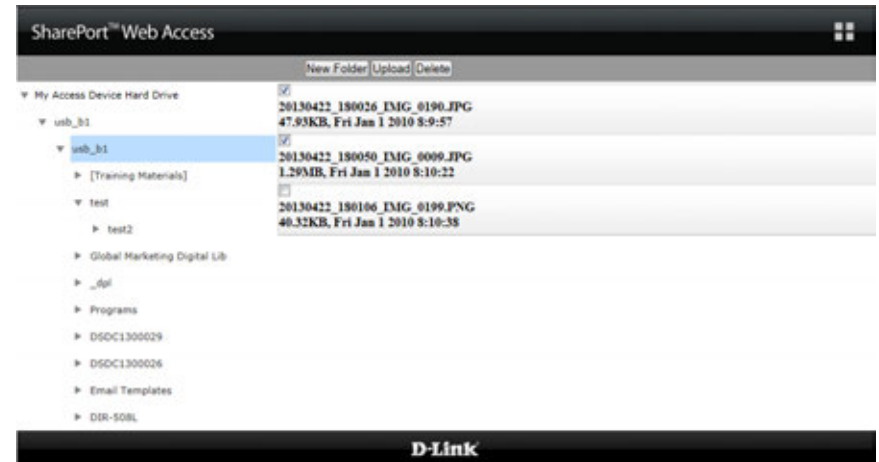 SharePort™ Web Access
New Folder Upload Delete
My Access Device Hard Drive
usb_b1
usb_b1
[Training Materials]
test
test2
Global Marketing Digital Lib
_dpl
Programs
DSDC1300029
DSDC1300026
Email Templates
DIR-508L
20130422_180026_IMG_0190.JPG
47.93KB, Fri Jan 1 2010 8:9:57
20130422_180050_IMG_0009.JPG
1.29MB, Fri Jan 1 2010 8:10:22
20130422_180106_IMG_0199.PNG
40.32KB, Fri Jan 1 2010 8:10:38
D-Link